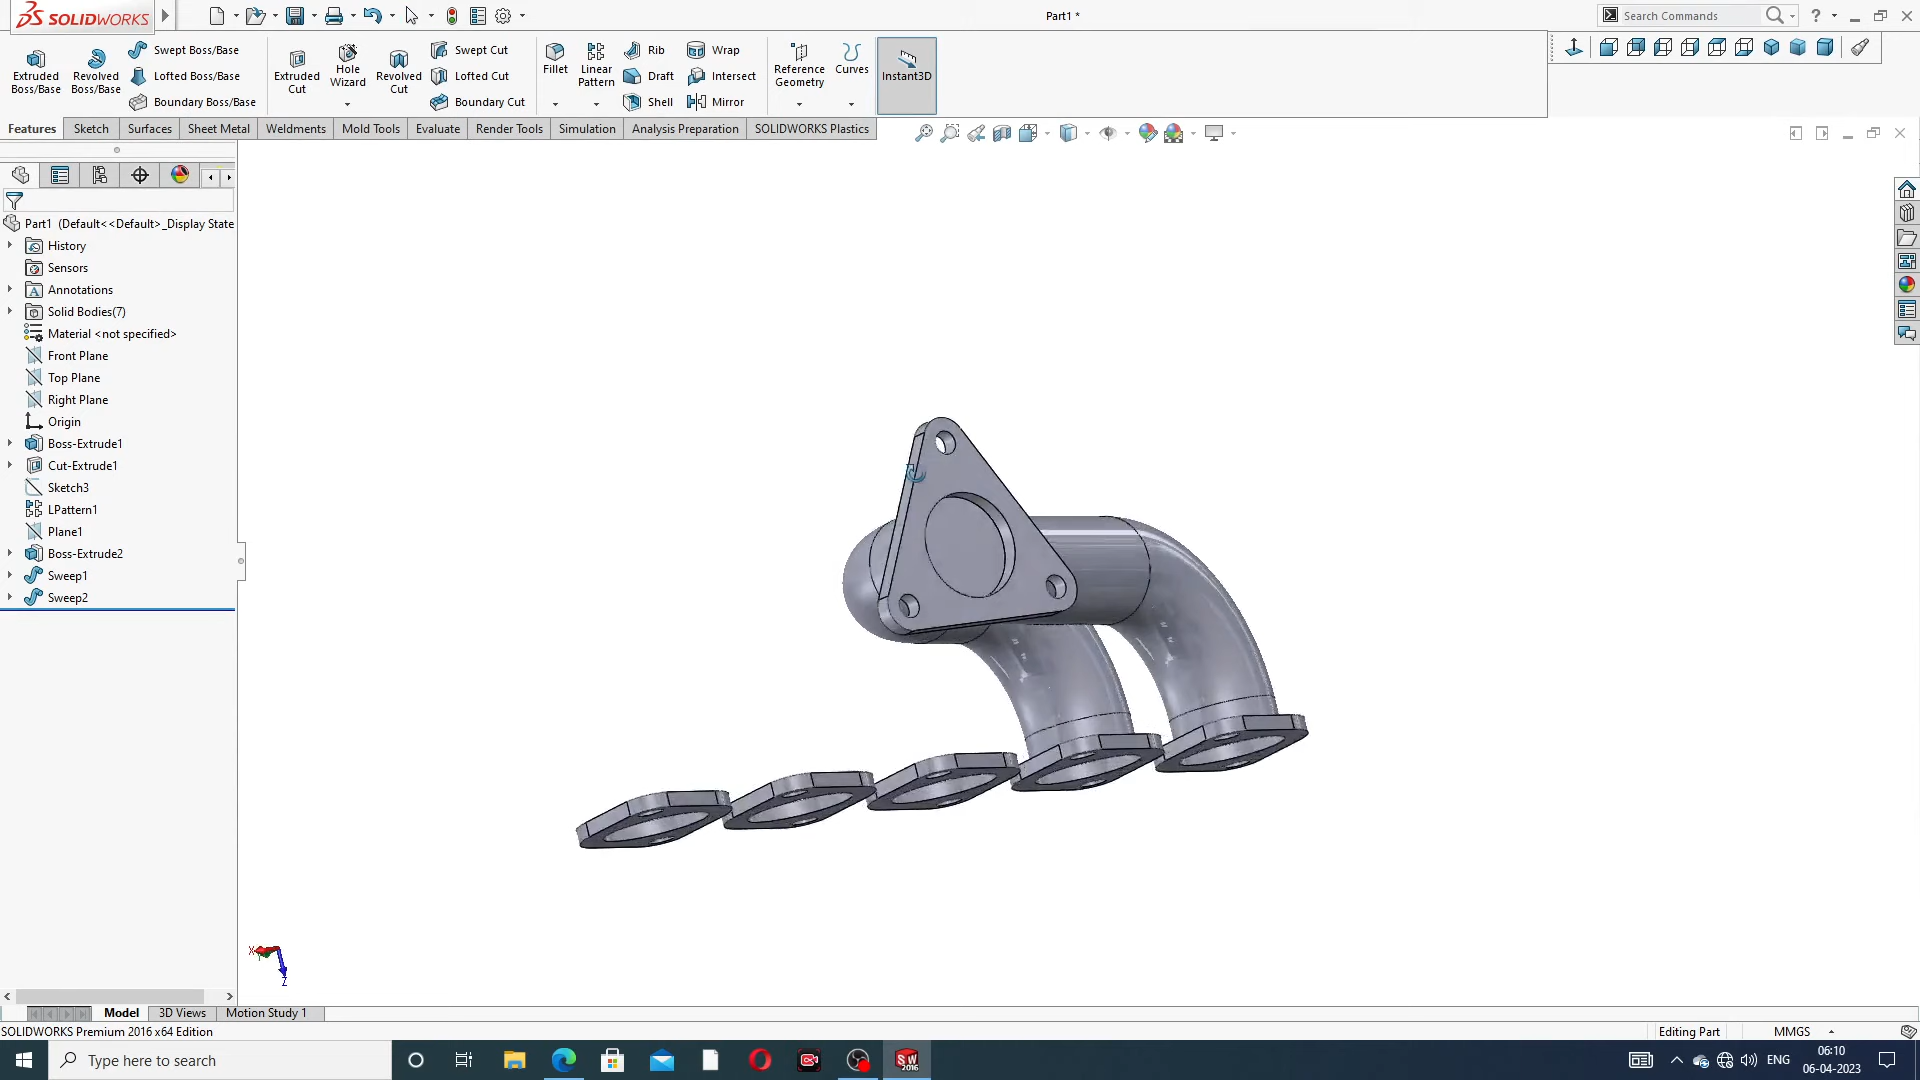 SOLIDWORKS
Part1 *
Search Commands
Extruded Boss/Base
Revolved Boss/Base
Swept Boss/Base
Lofted Boss/Base
Boundary Boss/Base
Extruded Cut
Hole Wizard
Revolved Cut
Swept Cut
Lofted Cut
Boundary Cut
Fillet
Linear Pattern
Rib
Draft
Shell
Wrap
Intersect
Mirror
Reference Geometry
Curves
Instant3D
Features
Sketch
Surfaces
Sheet Metal
Weldments
Mold Tools
Evaluate
Render Tools
Simulation
Analysis Preparation
SOLIDWORKS Plastics
Part1 (Default<<Default>_Display State
History
Sensors
Annotations
Solid Bodies(7)
Material <not specified>
Front Plane
Top Plane
Right Plane
Origin
Boss-Extrude1
Cut-Extrude1
Sketch3
LPattern1
Plane1
Boss-Extrude2
Sweep1
Sweep2
X
Z
Model
3D Views
Motion Study 1
SOLIDWORKS Premium 2016 x64 Edition
Editing Part
MMGS
Type here to search
SW
2016
ENG
06:10
06-04-2023